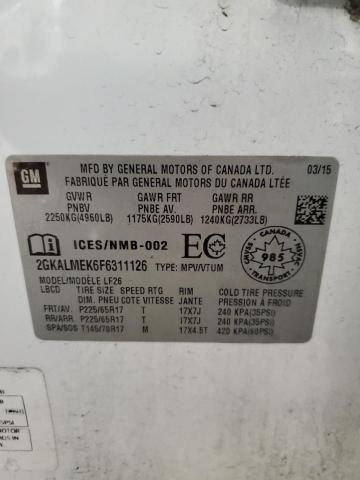 GM
MFD BY GENERAL MOTORS OF CANADA LTD. 03/15
FABRIQUÉ PAR GENERAL MOTORS DU CANADA LTÉE
GVWR GAWR FRT GAWR RR
PNBV PNBE AV. PNBE AR.
2250KG(4960LB) 1175KG(2590LB) 1240KG(2733LB)
ICES/NMB-002 EC
CANADA
985
2GKALMEK6F6311126 TYPE: MPV/VTUM
MODEL/MODÈLE LF26
LBCD TIRE SIZE SPEED RTG RIM COLD TIRE PRESSURE
DIM. PNEU COTE VITESSE JANTE PRESSION A FROID
FRT/AV. P225/65R17 T 17X7J 240 KPA(35PSI)
RR/ARR. P225/65R17 T 17X7J 240 KPA(35PSI)
SPA/SOS T145/70R17 M 17X4.5T 420 KPA(60PSI)